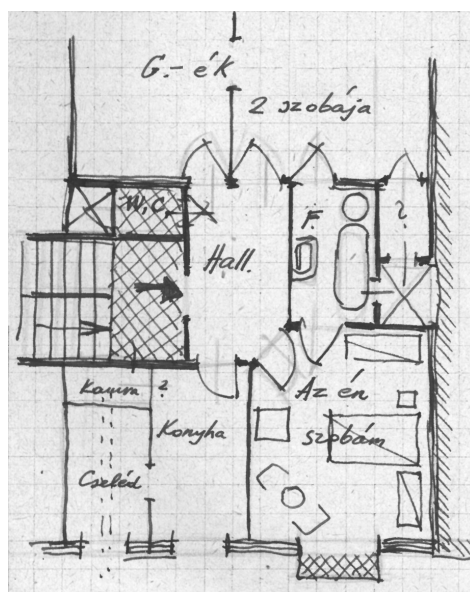 G.- ék
2 szobája
W.C.
F.
?
Hall.
Kamra ?
Az én
szobám
Konyha
Cseléd